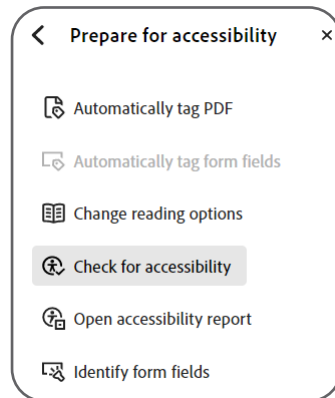 Prepare for accessibility
Automatically tag PDF
Automatically tag form fields
Change reading options
Check for accessibility
Open accessibility report
Identify form fields